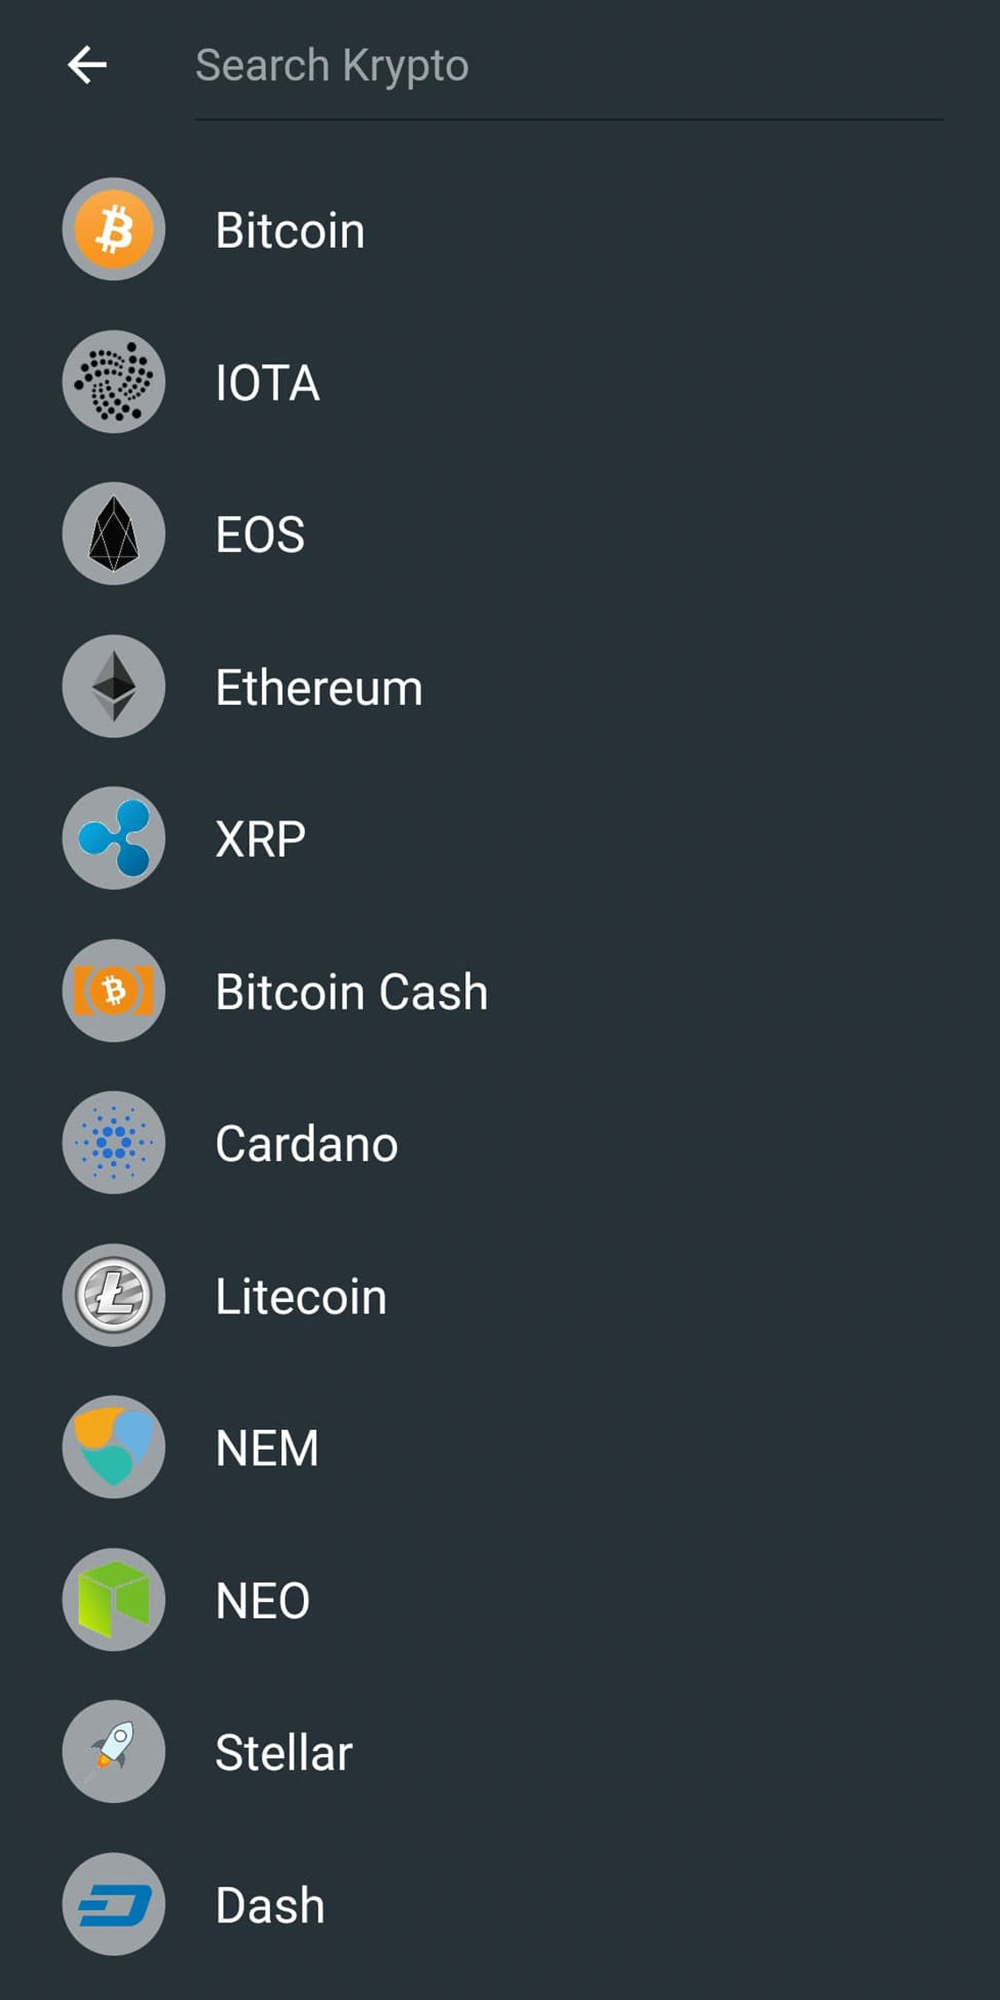 Search Krypto
Bitcoin
IOTA
EOS
Ethereum
XRP
Bitcoin Cash
Cardano
Litecoin
NEM
NEO
Stellar
Dash